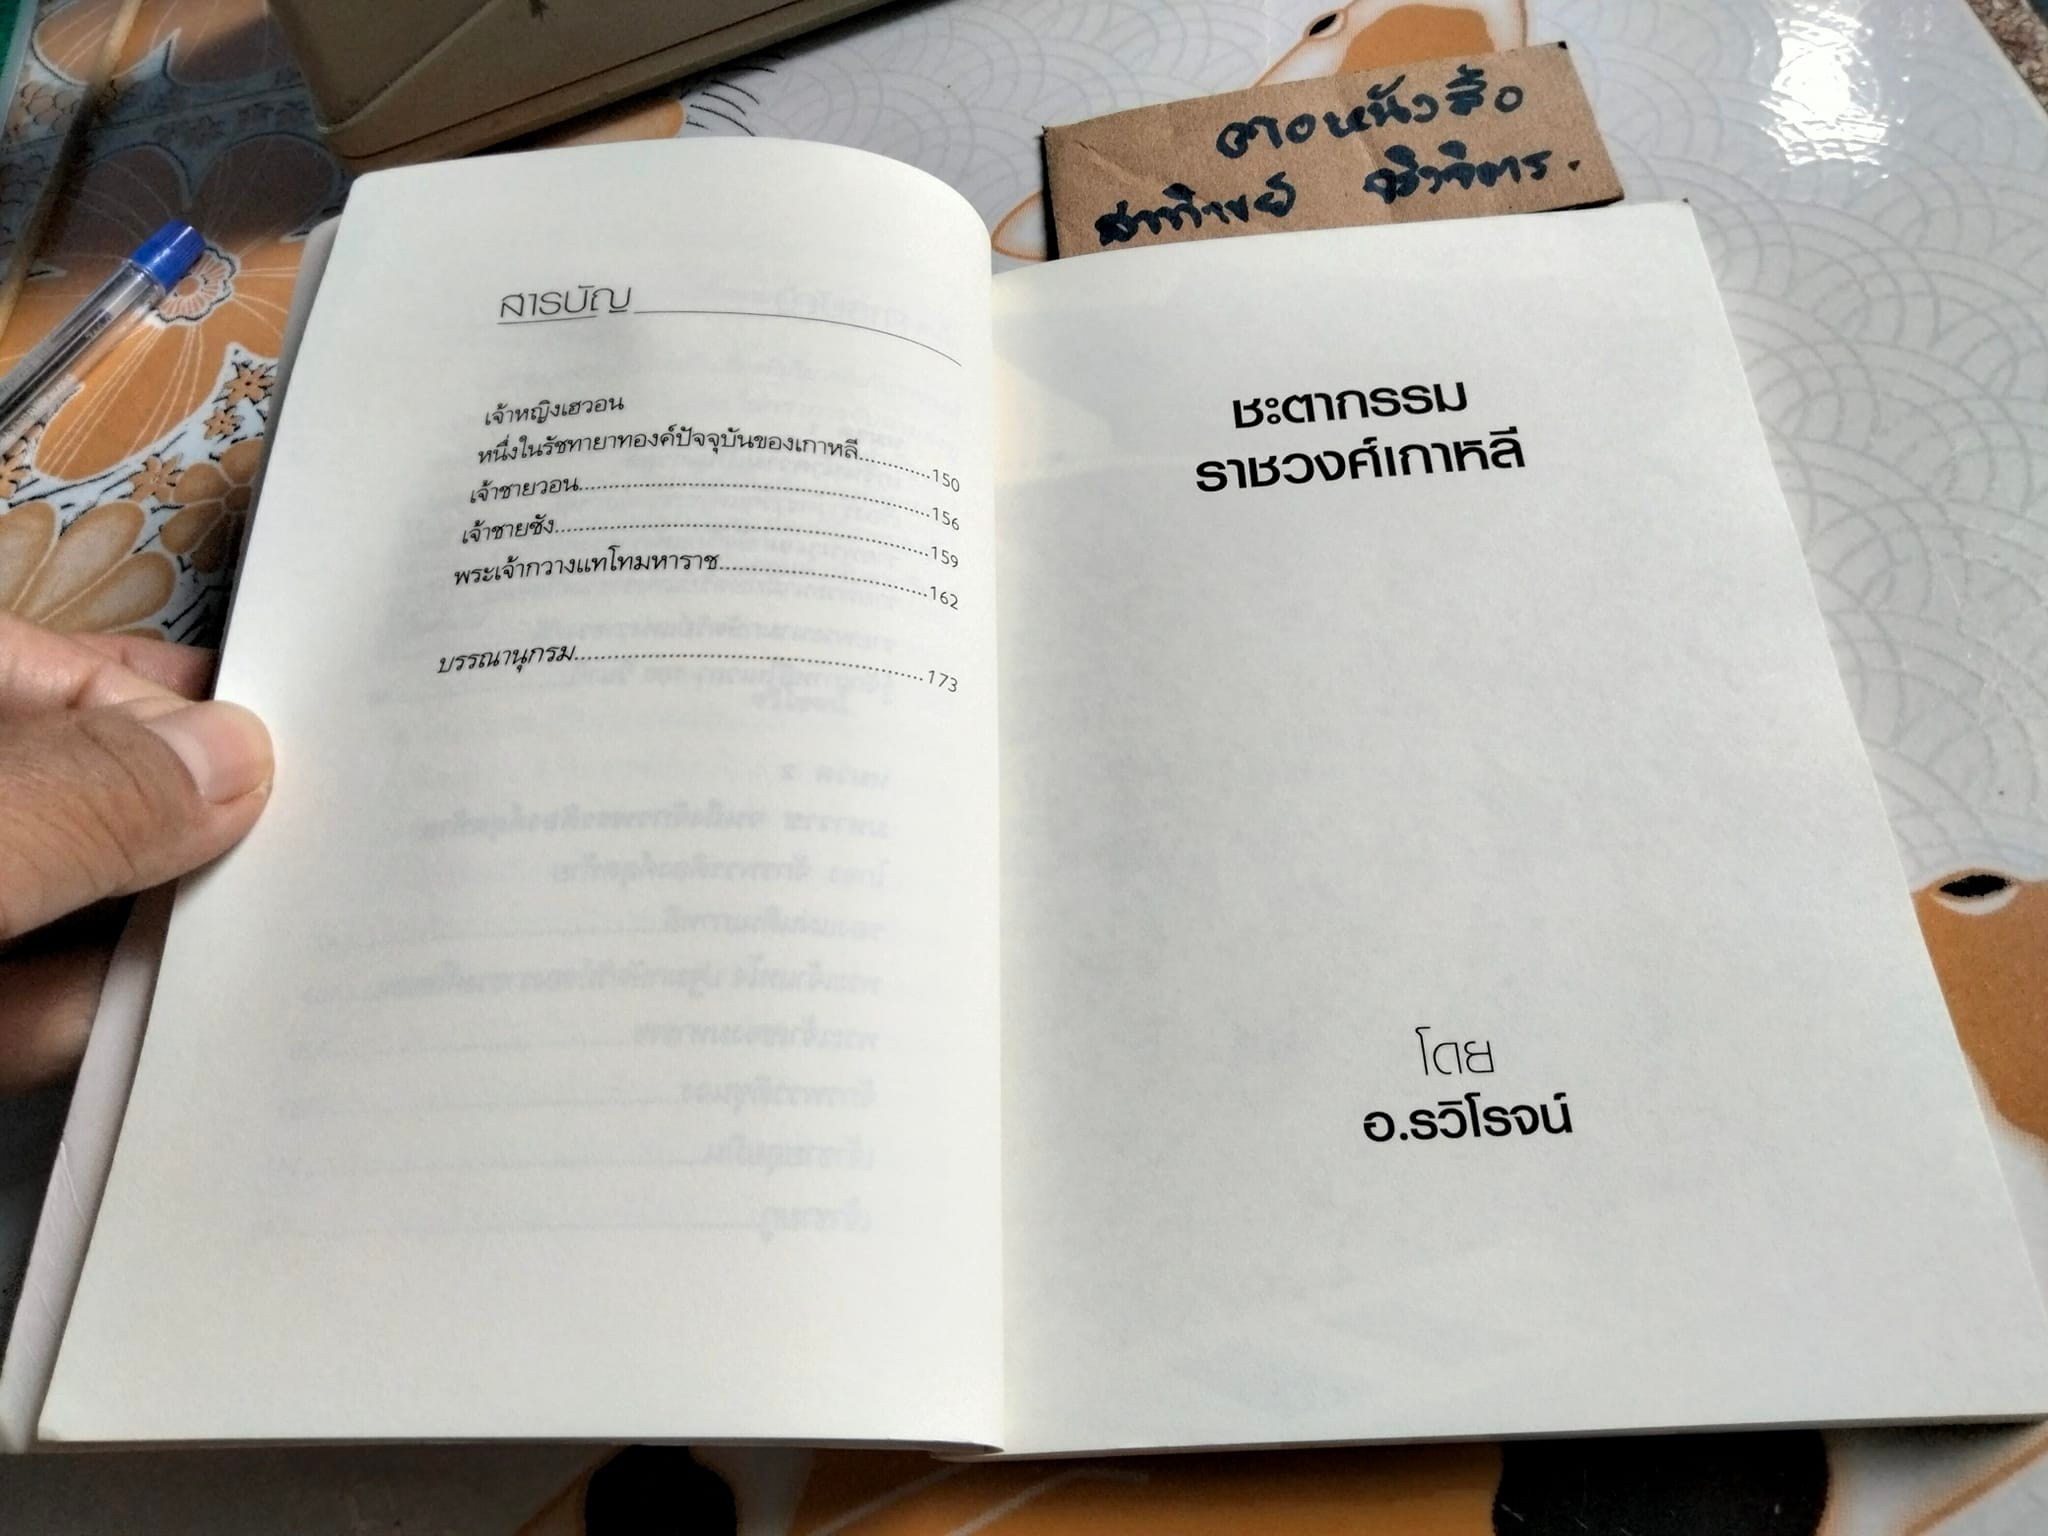 สารบัญ
เจ้าหญิงเฮวอน
หนึ่งในรัชทายาทองค์ปัจจุบันของเกาหลี...........150
เจ้าชายวอน...........156
เจ้าชายชัง...........159
พระเจ้ากวางแทโทมหาราช...........162
บรรณานุกรม...........173
ชะตากรรม
ราชวงศ์เกาหลี
โดย
อ.รวิโรจน์